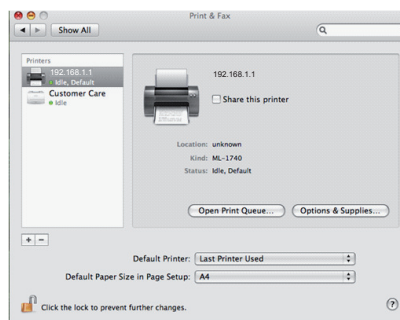 Print & Fax
Show All
Printers
192.168.1.1
Idle, Default
Customer Care
Idle
192.168.1.1
Share this printer
Location: unknown
Kind: ML-1740
Status: Idle, Default
Open Print Queue...
Options & Supplies...
+ −
Default Printer: Last Printer Used
Default Paper Size in Page Setup: A4
Click the lock to prevent further changes.
?